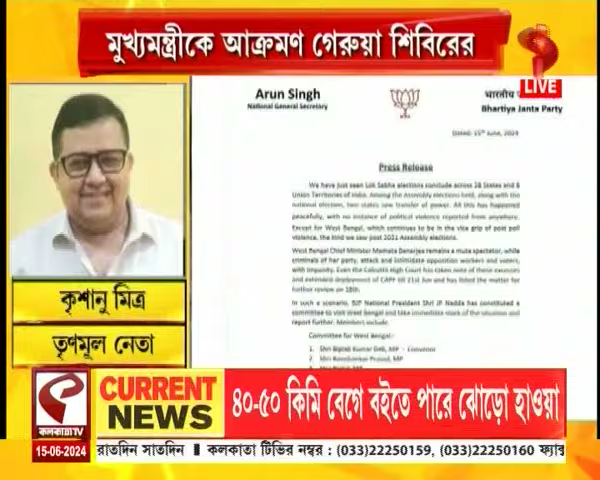 মুখ্যমন্ত্রীকে আক্রমণ গেরুয়া শিবিরের
LIVE
Arun Singh
National General Secretary
भारतीय
Bhartiya Janta Party
Dated: 15th June, 2024
Press Release
We have just seen Lok Sabha elections conclude across 28 States and 8
Union Territories of India. Among the Assembly elections held, along with the
national election, two states saw transfer of power. All this has happened
peacefully, with no instance of political violence reported from anywhere.
Except for West Bengal, which continues to be in the vice grip of post poll
violence, the kind we saw post 2021 Assembly elections.
West Bengal Chief Minister Mamata Banerjee remains a mute spectator, while
criminals of her party, attack and intimidate opposition workers and voters,
with impunity. Even the Calcutta High Court has taken note of these excesses
and extended deployment of CAPF till 21st Jun and has listed the matter for
further review on 18th.
In such a scenario, BJP National President Shri JP Nadda has constituted a
committee to visit West Bengal and take immediate stock of the situation and
report further. Members include:
Committee for West Bengal:-
1. Shri Biplab Kumar Deb, MP - Convenor
2. Shri Ravishankar Prasad, MP
কৃশানু মিত্র
তৃণমূল নেতা
কলকাতা TV
CURRENT
NEWS
৪০-৫০ কিমি বেগে বইতে পারে ঝোড়ো হাওয়া
15-06-2024
রাতদিন সাতদিন ॥ কলকাতা টিভির নম্বর : (033)22250159, (033)22250160 ফ্যাক্স